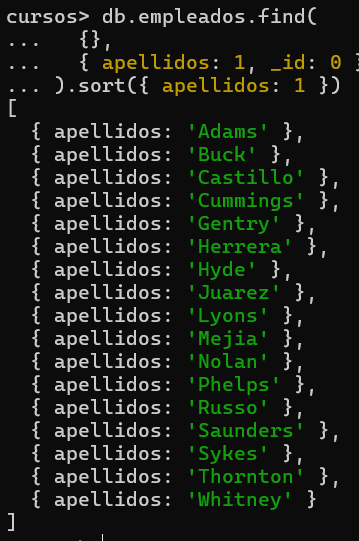 cursos> db.empleados.find(
...   {},
...   { apellidos: 1, _id: 0 }
... ).sort({ apellidos: 1 })
[
  { apellidos: 'Adams' },
  { apellidos: 'Buck' },
  { apellidos: 'Castillo' },
  { apellidos: 'Cummings' },
  { apellidos: 'Gentry' },
  { apellidos: 'Herrera' },
  { apellidos: 'Hyde' },
  { apellidos: 'Juarez' },
  { apellidos: 'Lyons' },
  { apellidos: 'Mejia' },
  { apellidos: 'Nolan' },
  { apellidos: 'Phelps' },
  { apellidos: 'Russo' },
  { apellidos: 'Saunders' },
  { apellidos: 'Sykes' },
  { apellidos: 'Thornton' },
  { apellidos: 'Whitney' }
]